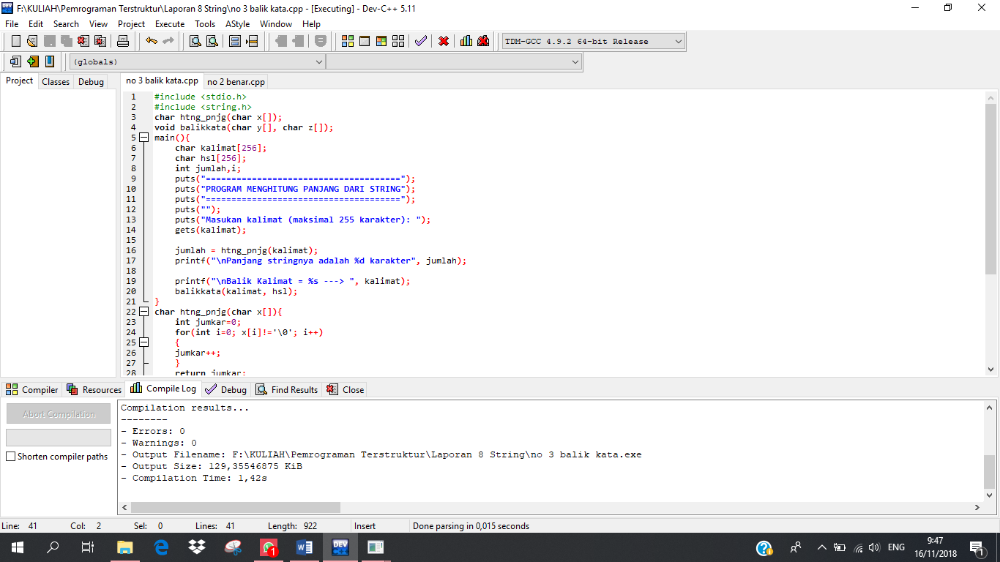 F:\KULIAH\Pemrograman Terstruktur\Laporan 8 String\no 3 balik kata.cpp - [Executing] - Dev-C++ 5.11
File Edit Search View Project Execute Tools AStyle Window Help
TDM-GCC 4.9.2 64-bit Release
(globals)
Project Classes Debug
no 3 balik kata.cpp no 2 benar.cpp
1 #include <stdio.h>
2 #include <string.h>
3 char htng_pnjg(char x[]);
4 void balikkata(char y[], char z[]);
5 main(){
6 char kalimat[256];
7 char hsl[256];
8 int jumlah,i;
9 puts("======================================");
10 puts("PROGRAM MENGHITUNG PANJANG DARI STRING");
11 puts("======================================");
12 puts("");
13 puts("Masukan kalimat (maksimal 255 karakter): ");
14 gets(kalimat);
15
16 jumlah = htng_pnjg(kalimat);
17 printf("\nPanjang stringnya adalah %d karakter", jumlah);
18
19 printf("\nBalik Kalimat = %s ---> ", kalimat);
20 balikkata(kalimat, hsl);
21 }
22 char htng_pnjg(char x[]){
23 int jumkar=0;
24 for(int i=0; x[i]!='\0'; i++)
25 {
26 jumkar++;
27 }
28 return jumkar;
Compiler Resources Compile Log Debug Find Results Close
Abort Compilation
Shorten compiler paths
Compilation results...
--------
- Errors: 0
- Warnings: 0
- Output Filename: F:\KULIAH\Pemrograman Terstruktur\Laporan 8 String\no 3 balik kata.exe
- Output Size: 129,35546875 KiB
- Compilation Time: 1,42s
Line: 41 Col: 2 Sel: 0 Lines: 41 Length: 922 Insert Done parsing in 0,015 seconds
1
DEV
ENG
9:47
16/11/2018
1